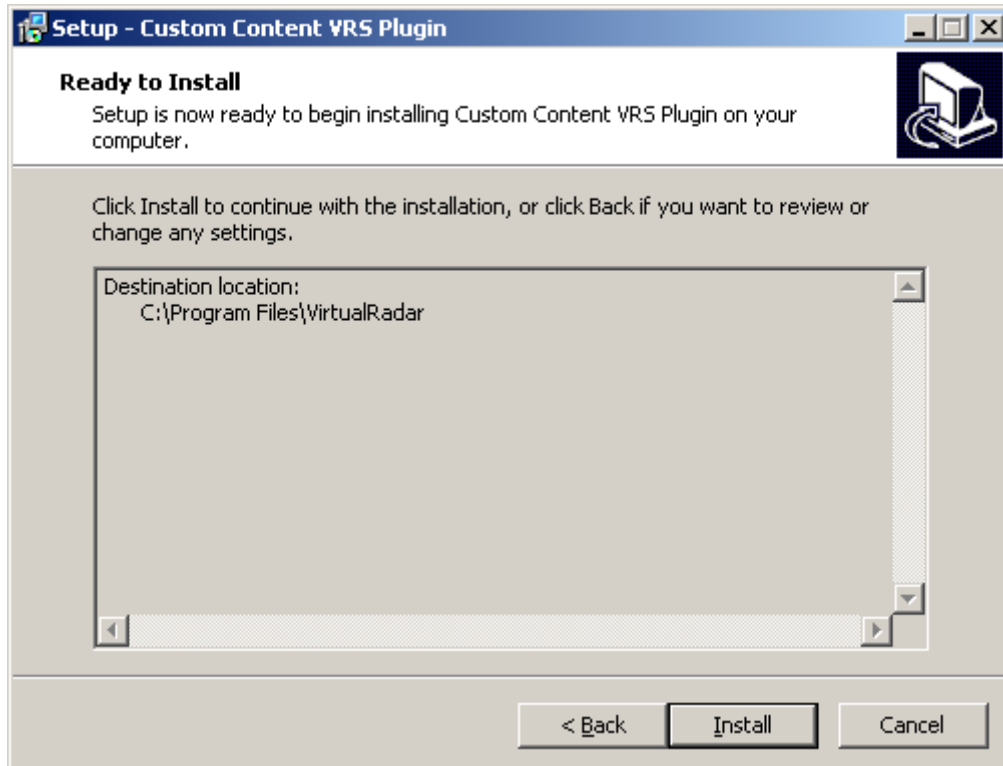 Setup - Custom Content VRS Plugin
Ready to Install
Setup is now ready to begin installing Custom Content VRS Plugin on your
computer.
Click Install to continue with the installation, or click Back if you want to review or
change any settings.
Destination location:
C:\Program Files\VirtualRadar
< Back
Install
Cancel